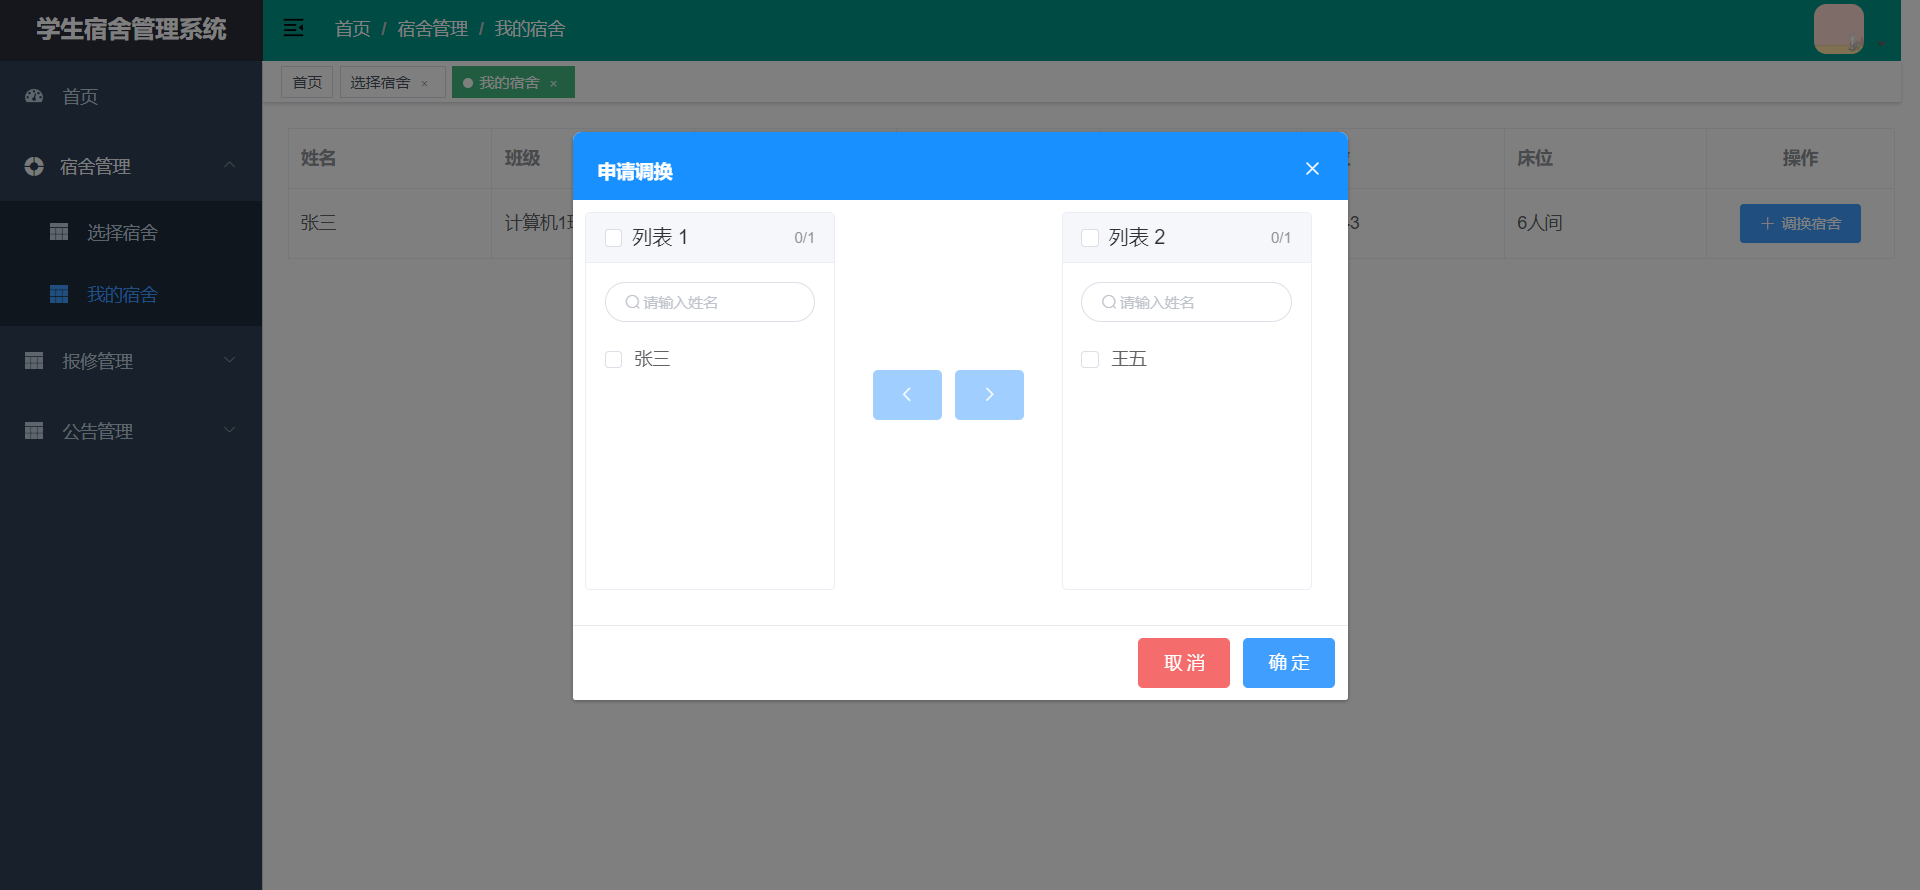 学生宿舍管理系统
首页 / 宿舍管理 / 我的宿舍
首页
选择宿舍 ×
我的宿舍 ×
首页
宿舍管理
选择宿舍
我的宿舍
报修管理
公告管理
姓名 班级 床位 操作
张三 计算机1 3 6人间 + 调换宿舍
申请调换 ×
列表 1 0/1
请输入姓名
张三
列表 2 0/1
请输入姓名
王五
取消 确定